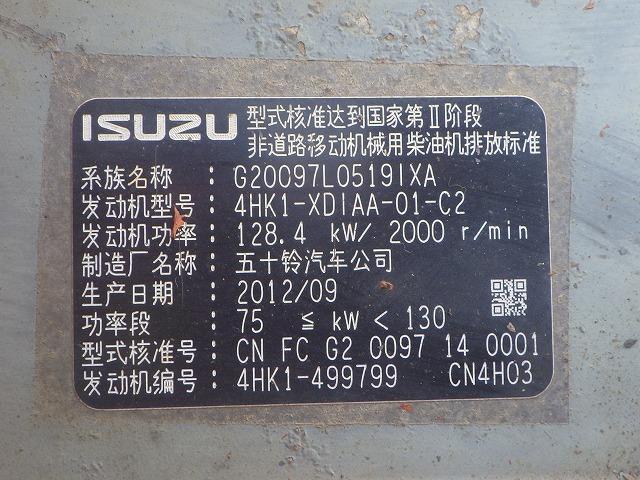 ISUZU 型式核准达到国家第Ⅱ阶段
非道路移动机械用柴油机排放标准
系族名称 : G20097L0519IXA
发动机型号 : 4HK1-XDIAA-01-C2
发动机功率 : 128.4 kW/ 2000 r/min
制造厂名称 : 五十铃汽车公司
生产日期 : 2012/09
功率段 : 75 ≦ kW < 130
型式核准号 : CN FC G2 0097 14 0001
发动机编号 : 4HK1-499799 CN4H03